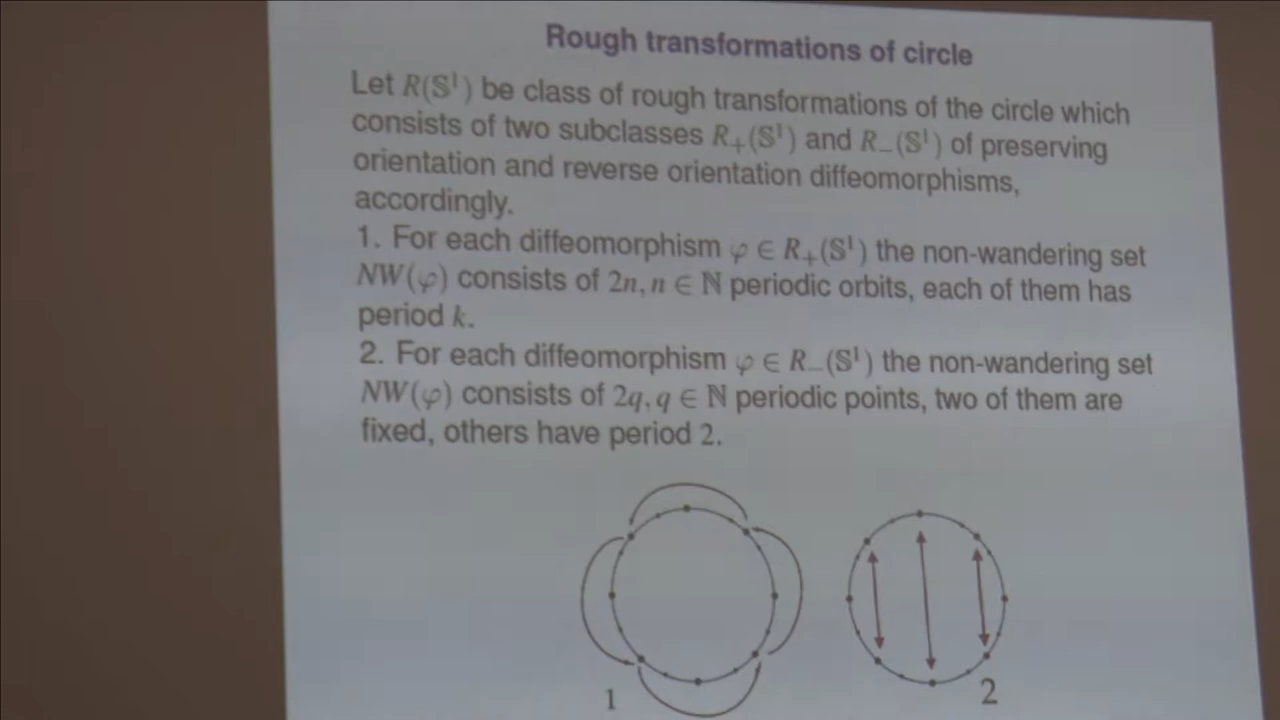 Rough transformations of circle
Let R(𝕊¹) be class of rough transformations of the circle which
consists of two subclasses R₊(𝕊¹) and R₋(𝕊¹) of preserving
orientation and reverse orientation diffeomorphisms,
accordingly.
1. For each diffeomorphism φ ∈ R₊(𝕊¹) the non-wandering set
NW(φ) consists of 2n, n ∈ ℕ periodic orbits, each of them has
period k.
2. For each diffeomorphism φ ∈ R₋(𝕊¹) the non-wandering set
NW(φ) consists of 2q, q ∈ ℕ periodic points, two of them are
fixed, others have period 2.
1
2